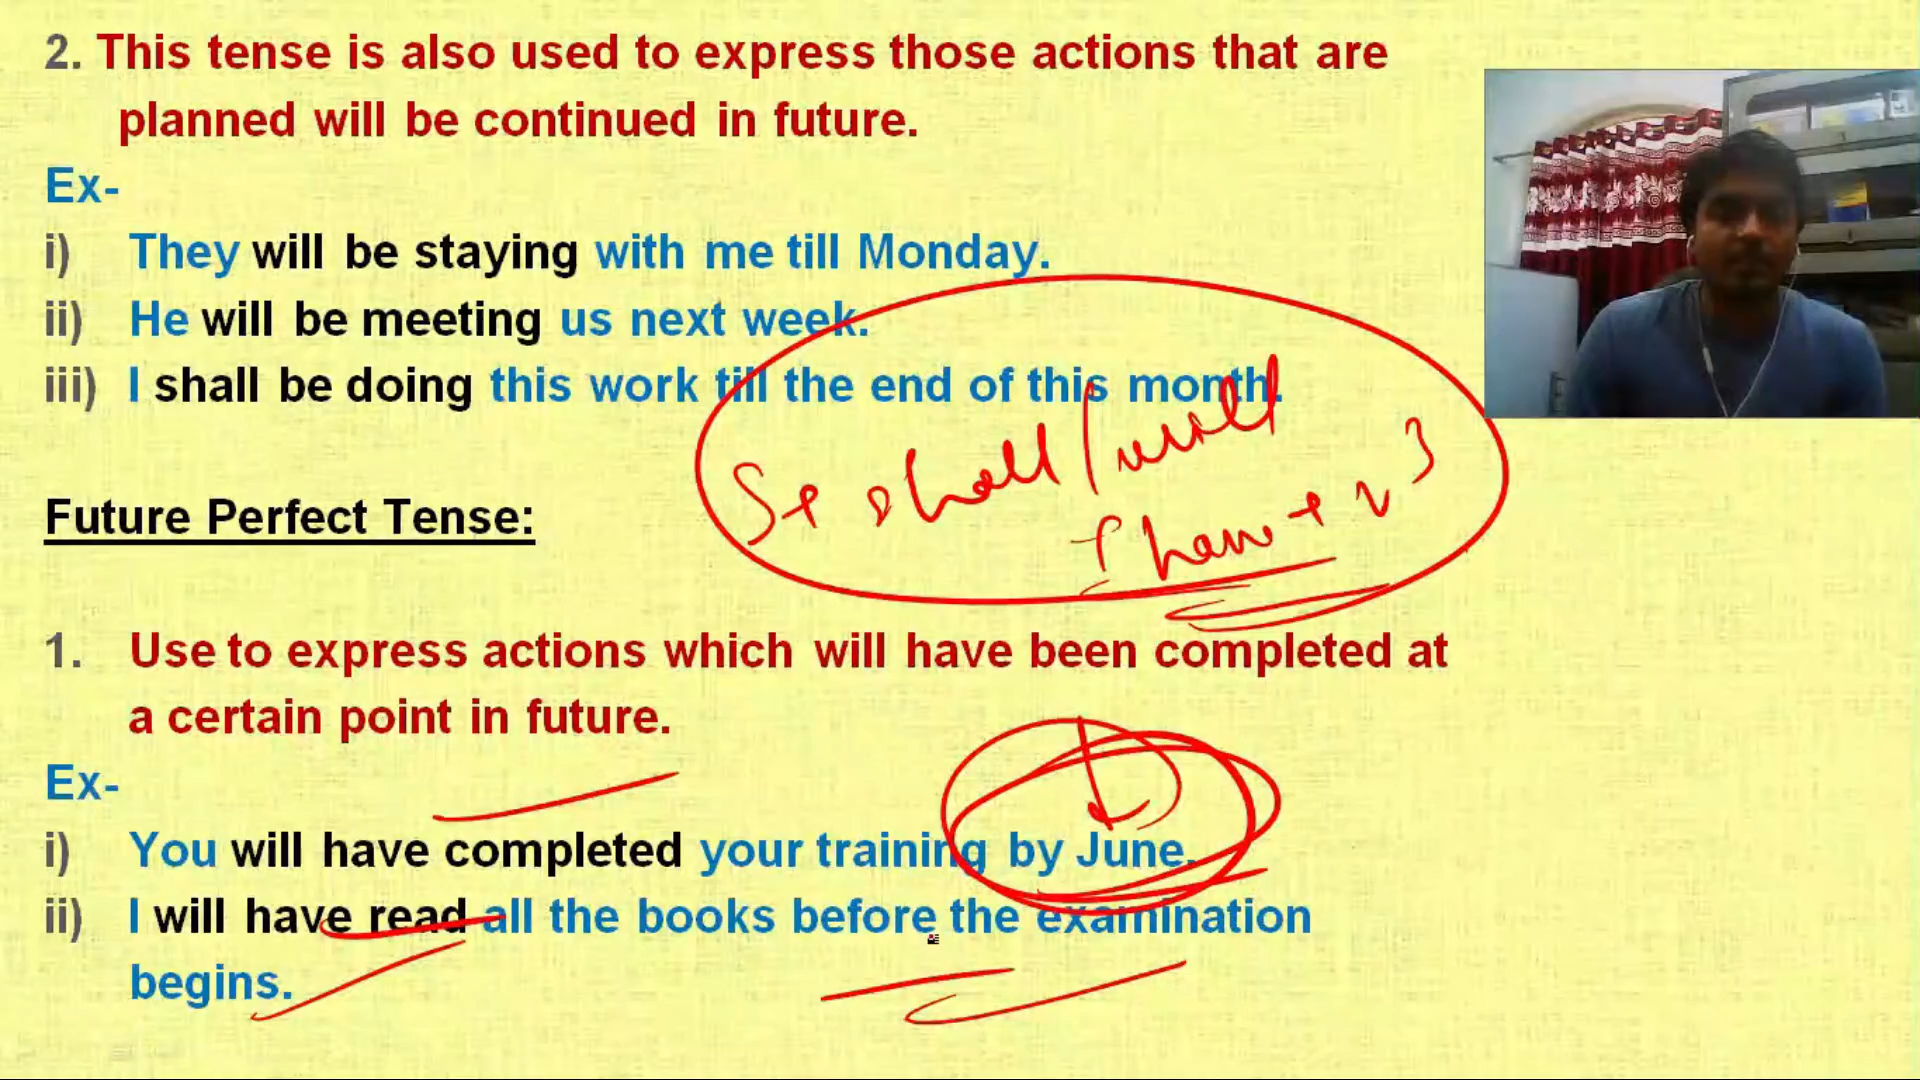 2. This tense is also used to express those actions that are
planned will be continued in future.
Ex-
i) They will be staying with me till Monday.
ii) He will be meeting us next week.
iii) I shall be doing this work till the end of this month.
S+ shall/will
+ have + v3
Future Perfect Tense:
1. Use to express actions which will have been completed at
a certain point in future.
Ex-
i) You will have completed your training by June.
ii) I will have read all the books before the examination
begins.